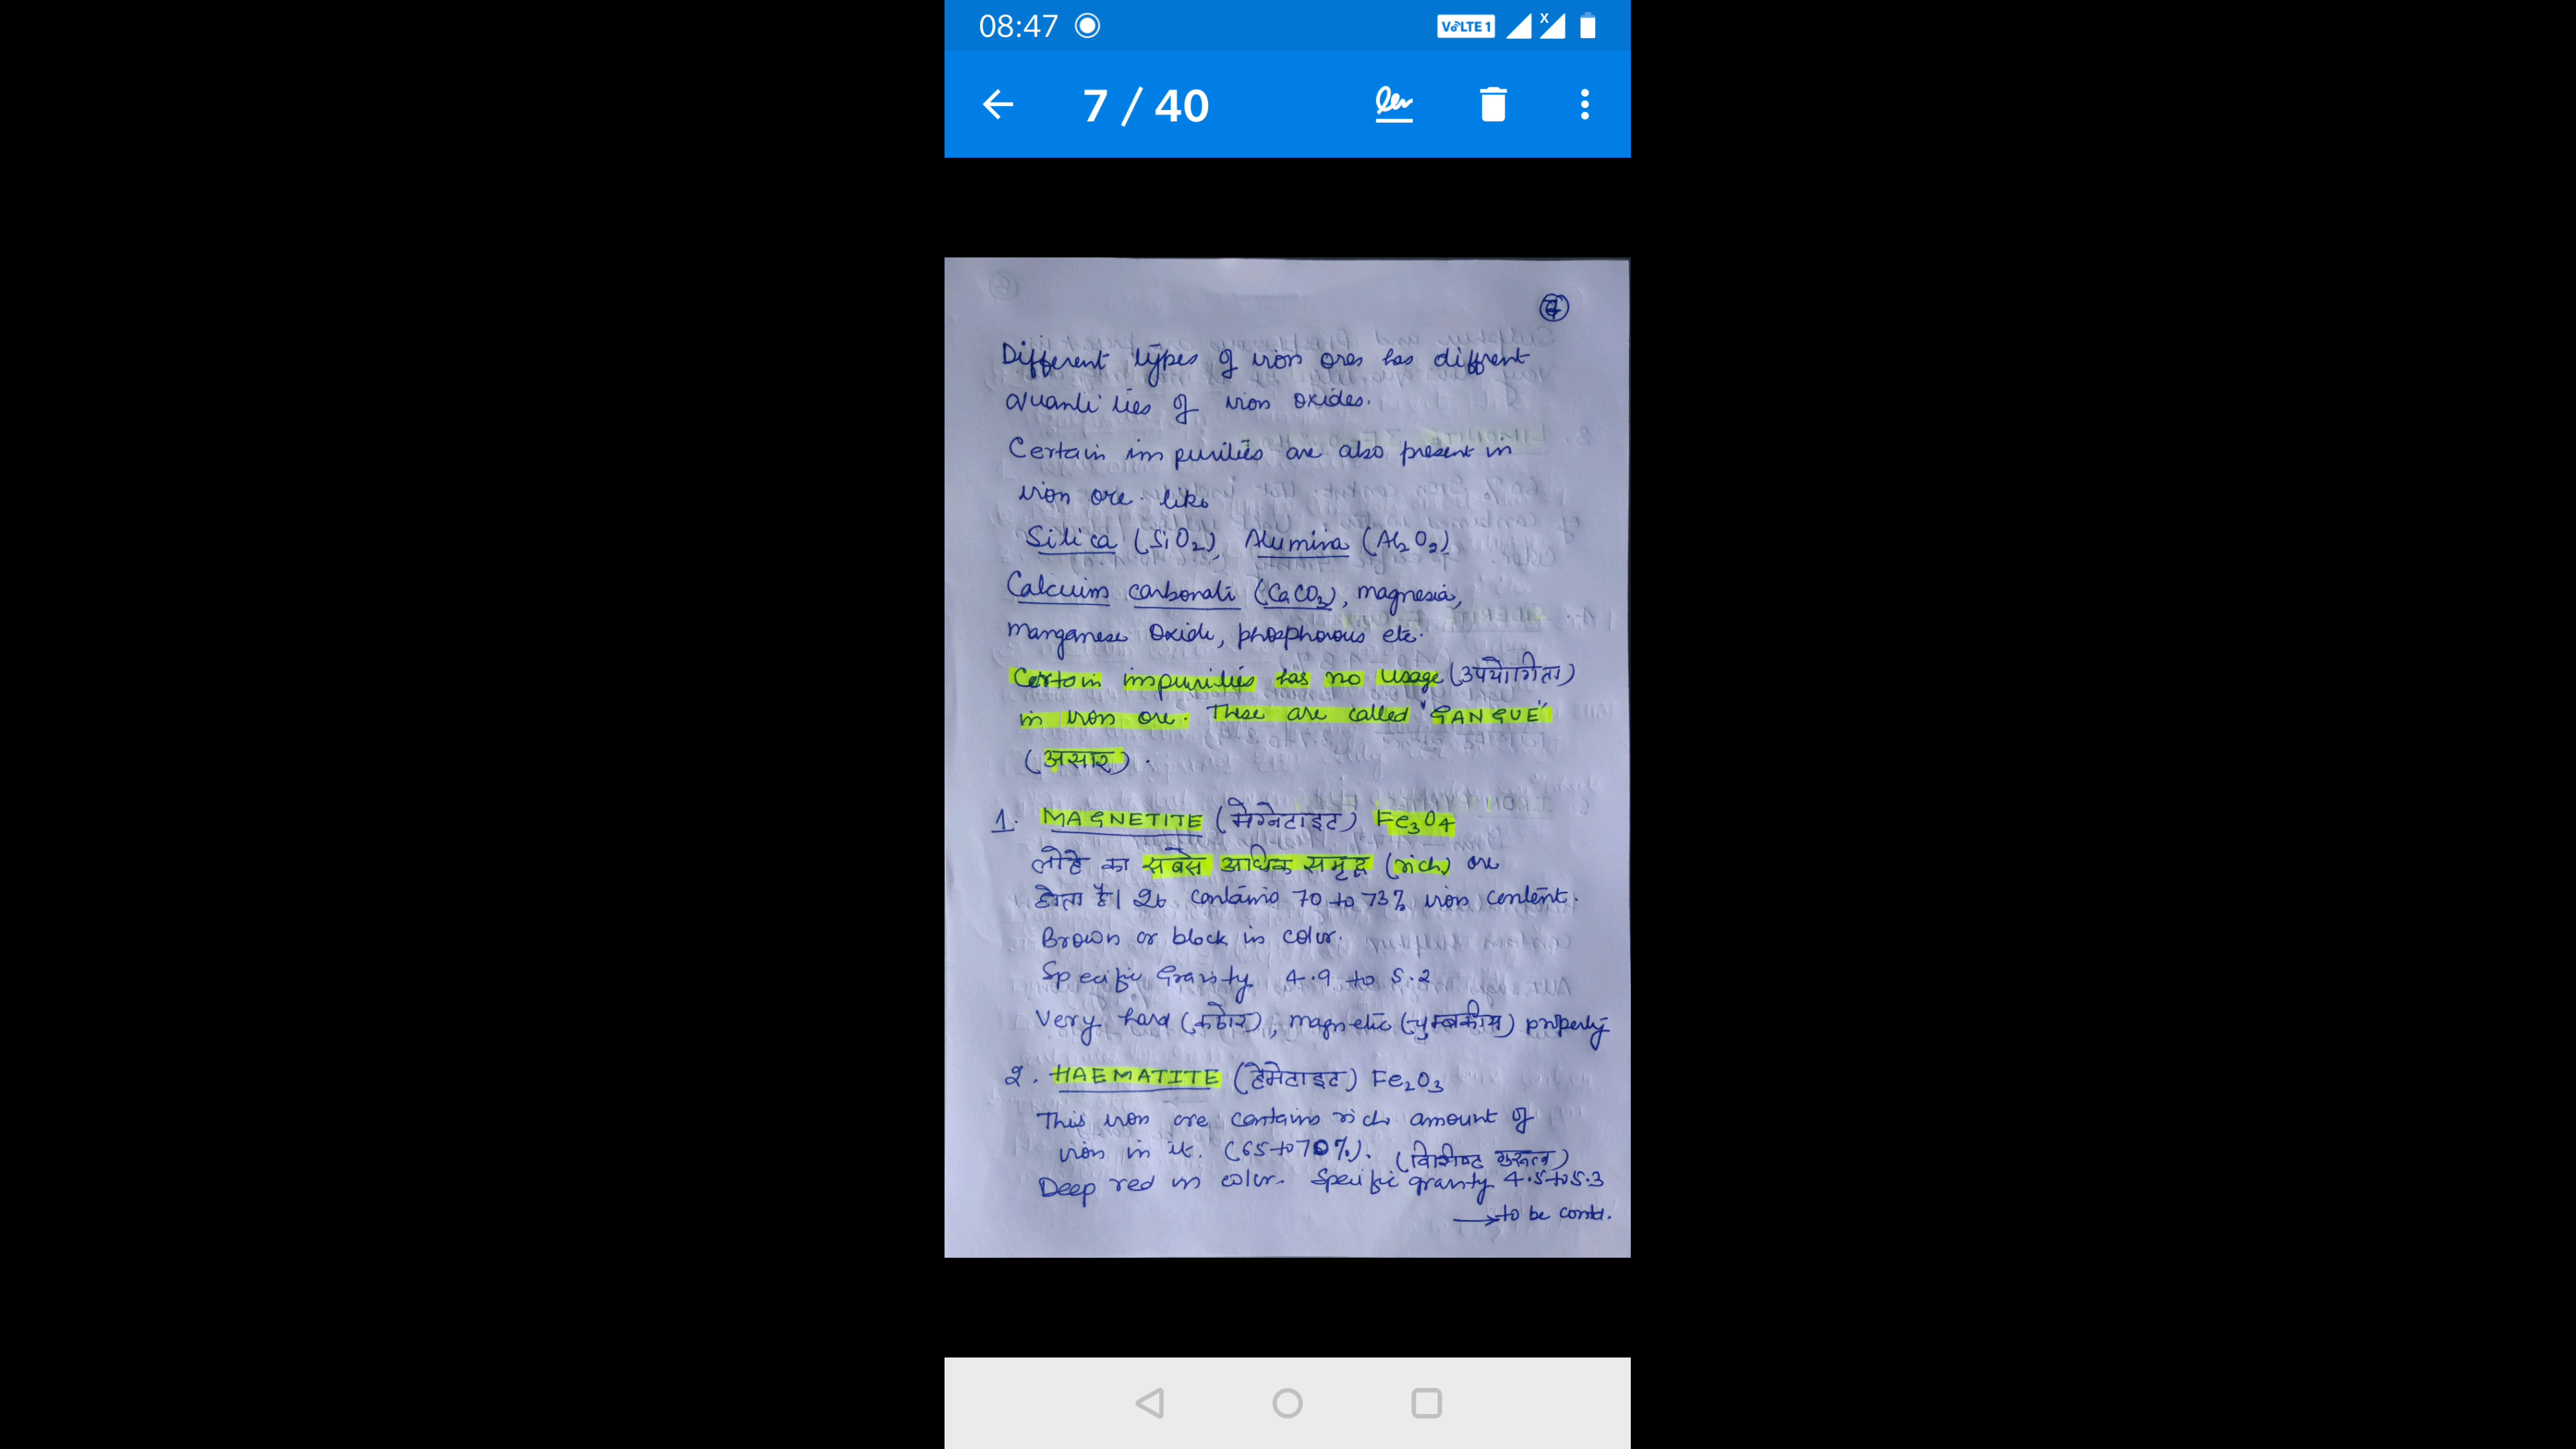 08:47
VoLTE 1
x
7 / 40
Different types of iron ores has diffrent
quantities of iron oxides.
Certain impurities are also present in
iron ore like
Silica (SiO₂), Alumina (Al₂O₃)
Calcium carbonate (CaCO₃), magnesia,
Manganese Oxide, phosphorous etc.
Certain impurities has no usage (उपयोगिता)
in iron ore. These are called "GANGUE"
(असार).
1. MAGNETITE (मेग्नेटाइट) Fe₃O₄
लोहे का सबसे अधिक समृद्ध (rich) ore
होता है। It contains 70 to 73% iron content.
Brown or black in color.
Specific Gravity 4.9 to 5.2
Very hard (कठोर), magnetic (चुम्बकीय) property
2. HAEMATITE (हेमेटाइट) Fe₂O₃
This iron ore contains rich amount of
iron in it. (65 to 70%).
(विशिष्ट गुरूत्व)
Deep red in color. Specific gravity 4.5 to 5.3
→ to be contd.